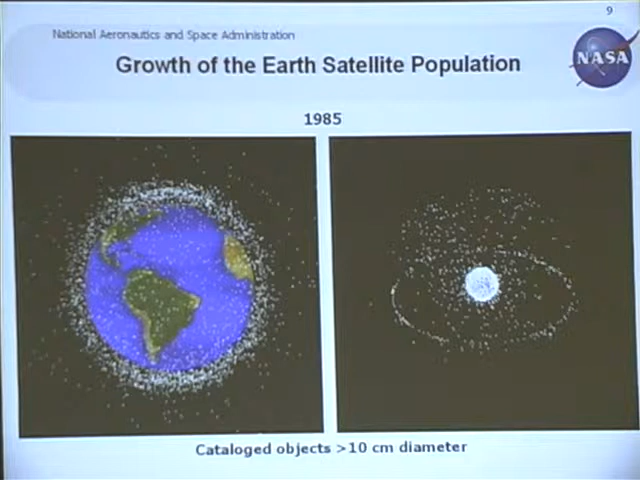 9
National Aeronautics and Space Administration
Growth of the Earth Satellite Population
NASA
1985
Cataloged objects >10 cm diameter